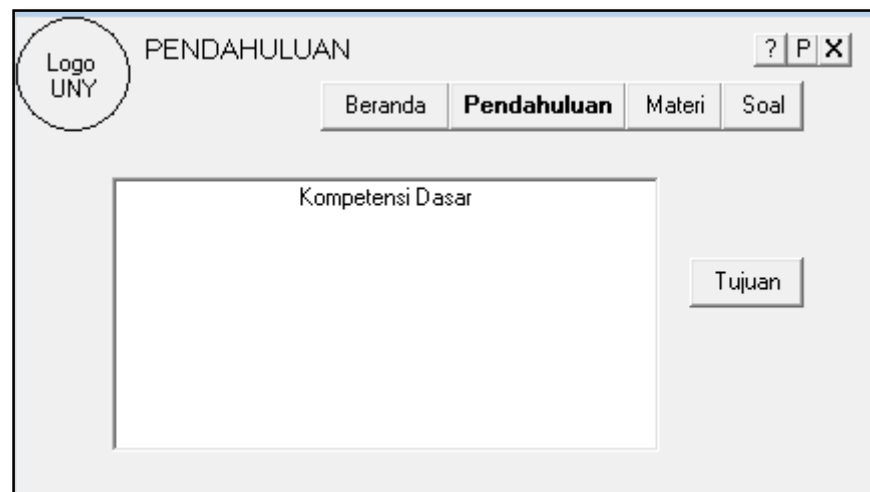 Logo
UNY
PENDAHULUAN
? P X
Beranda Pendahuluan Materi Soal
Kompetensi Dasar
Tujuan